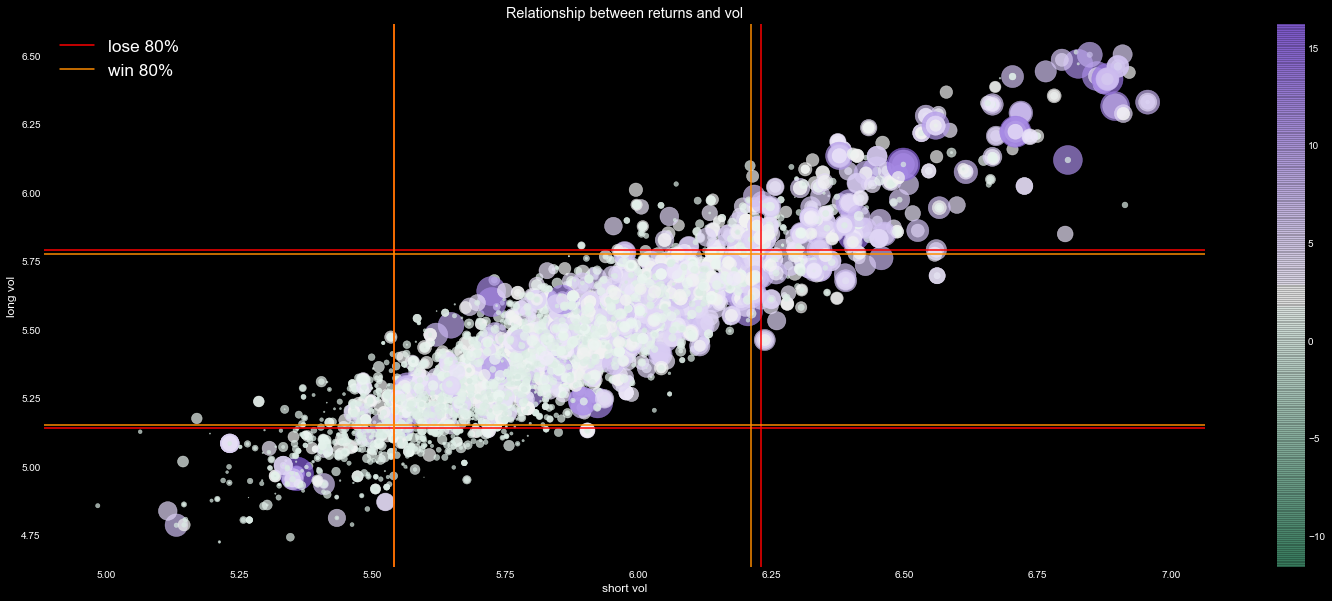 Relationship between returns and vol
lose 80%
win 80%
long vol
6.50
6.25
6.00
5.75
5.50
5.25
5.00
4.75
5.00 5.25 5.50 5.75 6.00 6.25 6.50 6.75 7.00
short vol
15
10
5
0
−5
−10